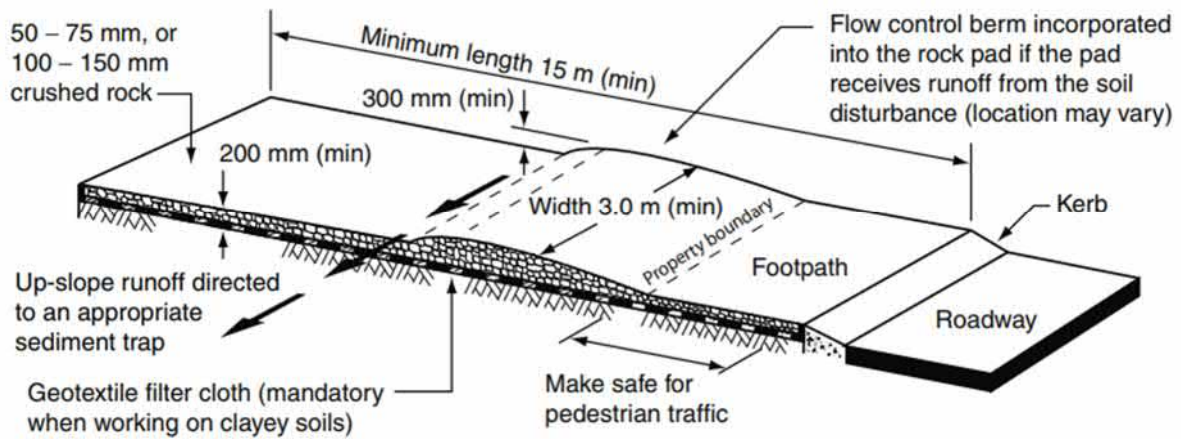 50 – 75 mm, or
100 – 150 mm
crushed rock
Minimum length 15 m (min)
Flow control berm incorporated
into the rock pad if the pad
receives runoff from the soil
disturbance (location may vary)
300 mm (min)
200 mm (min)
Width 3.0 m (min)
Property boundary
Kerb
Footpath
Roadway
Up-slope runoff directed
to an appropriate
sediment trap
Geotextile filter cloth (mandatory
when working on clayey soils)
Make safe for
pedestrian traffic